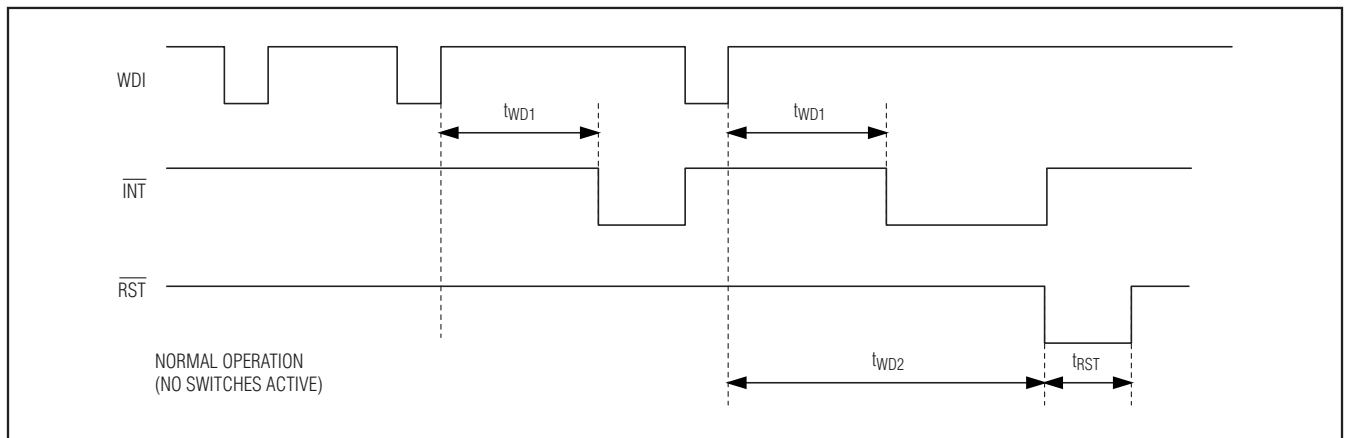 WDI
tWD1 tWD1
INT
RST
NORMAL OPERATION
(NO SWITCHES ACTIVE)
tWD2 tRST